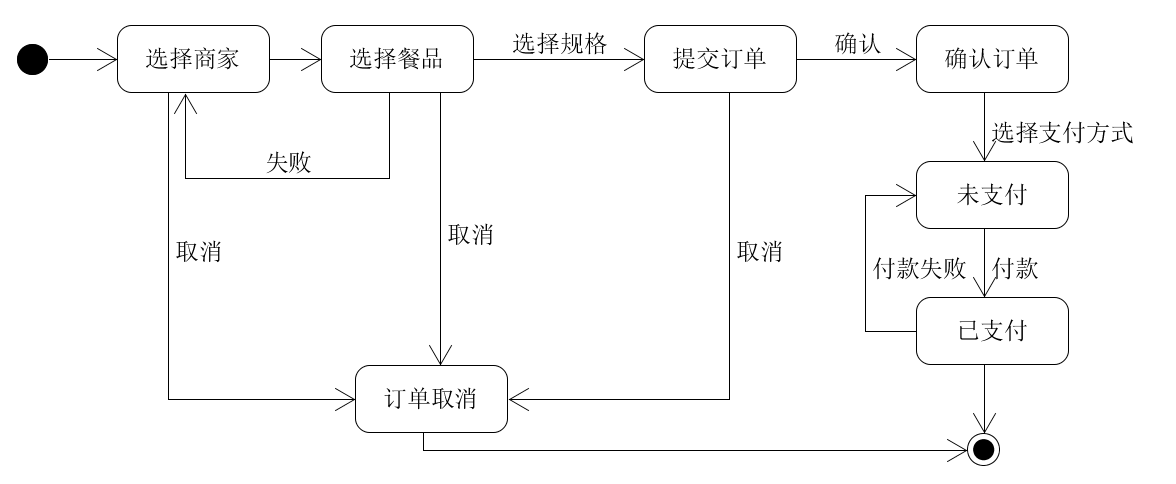 选择商家
选择餐品
选择规格
提交订单
确认
确认订单
选择支付方式
失败
未支付
取消
取消
取消
付款失败
付款
已支付
订单取消